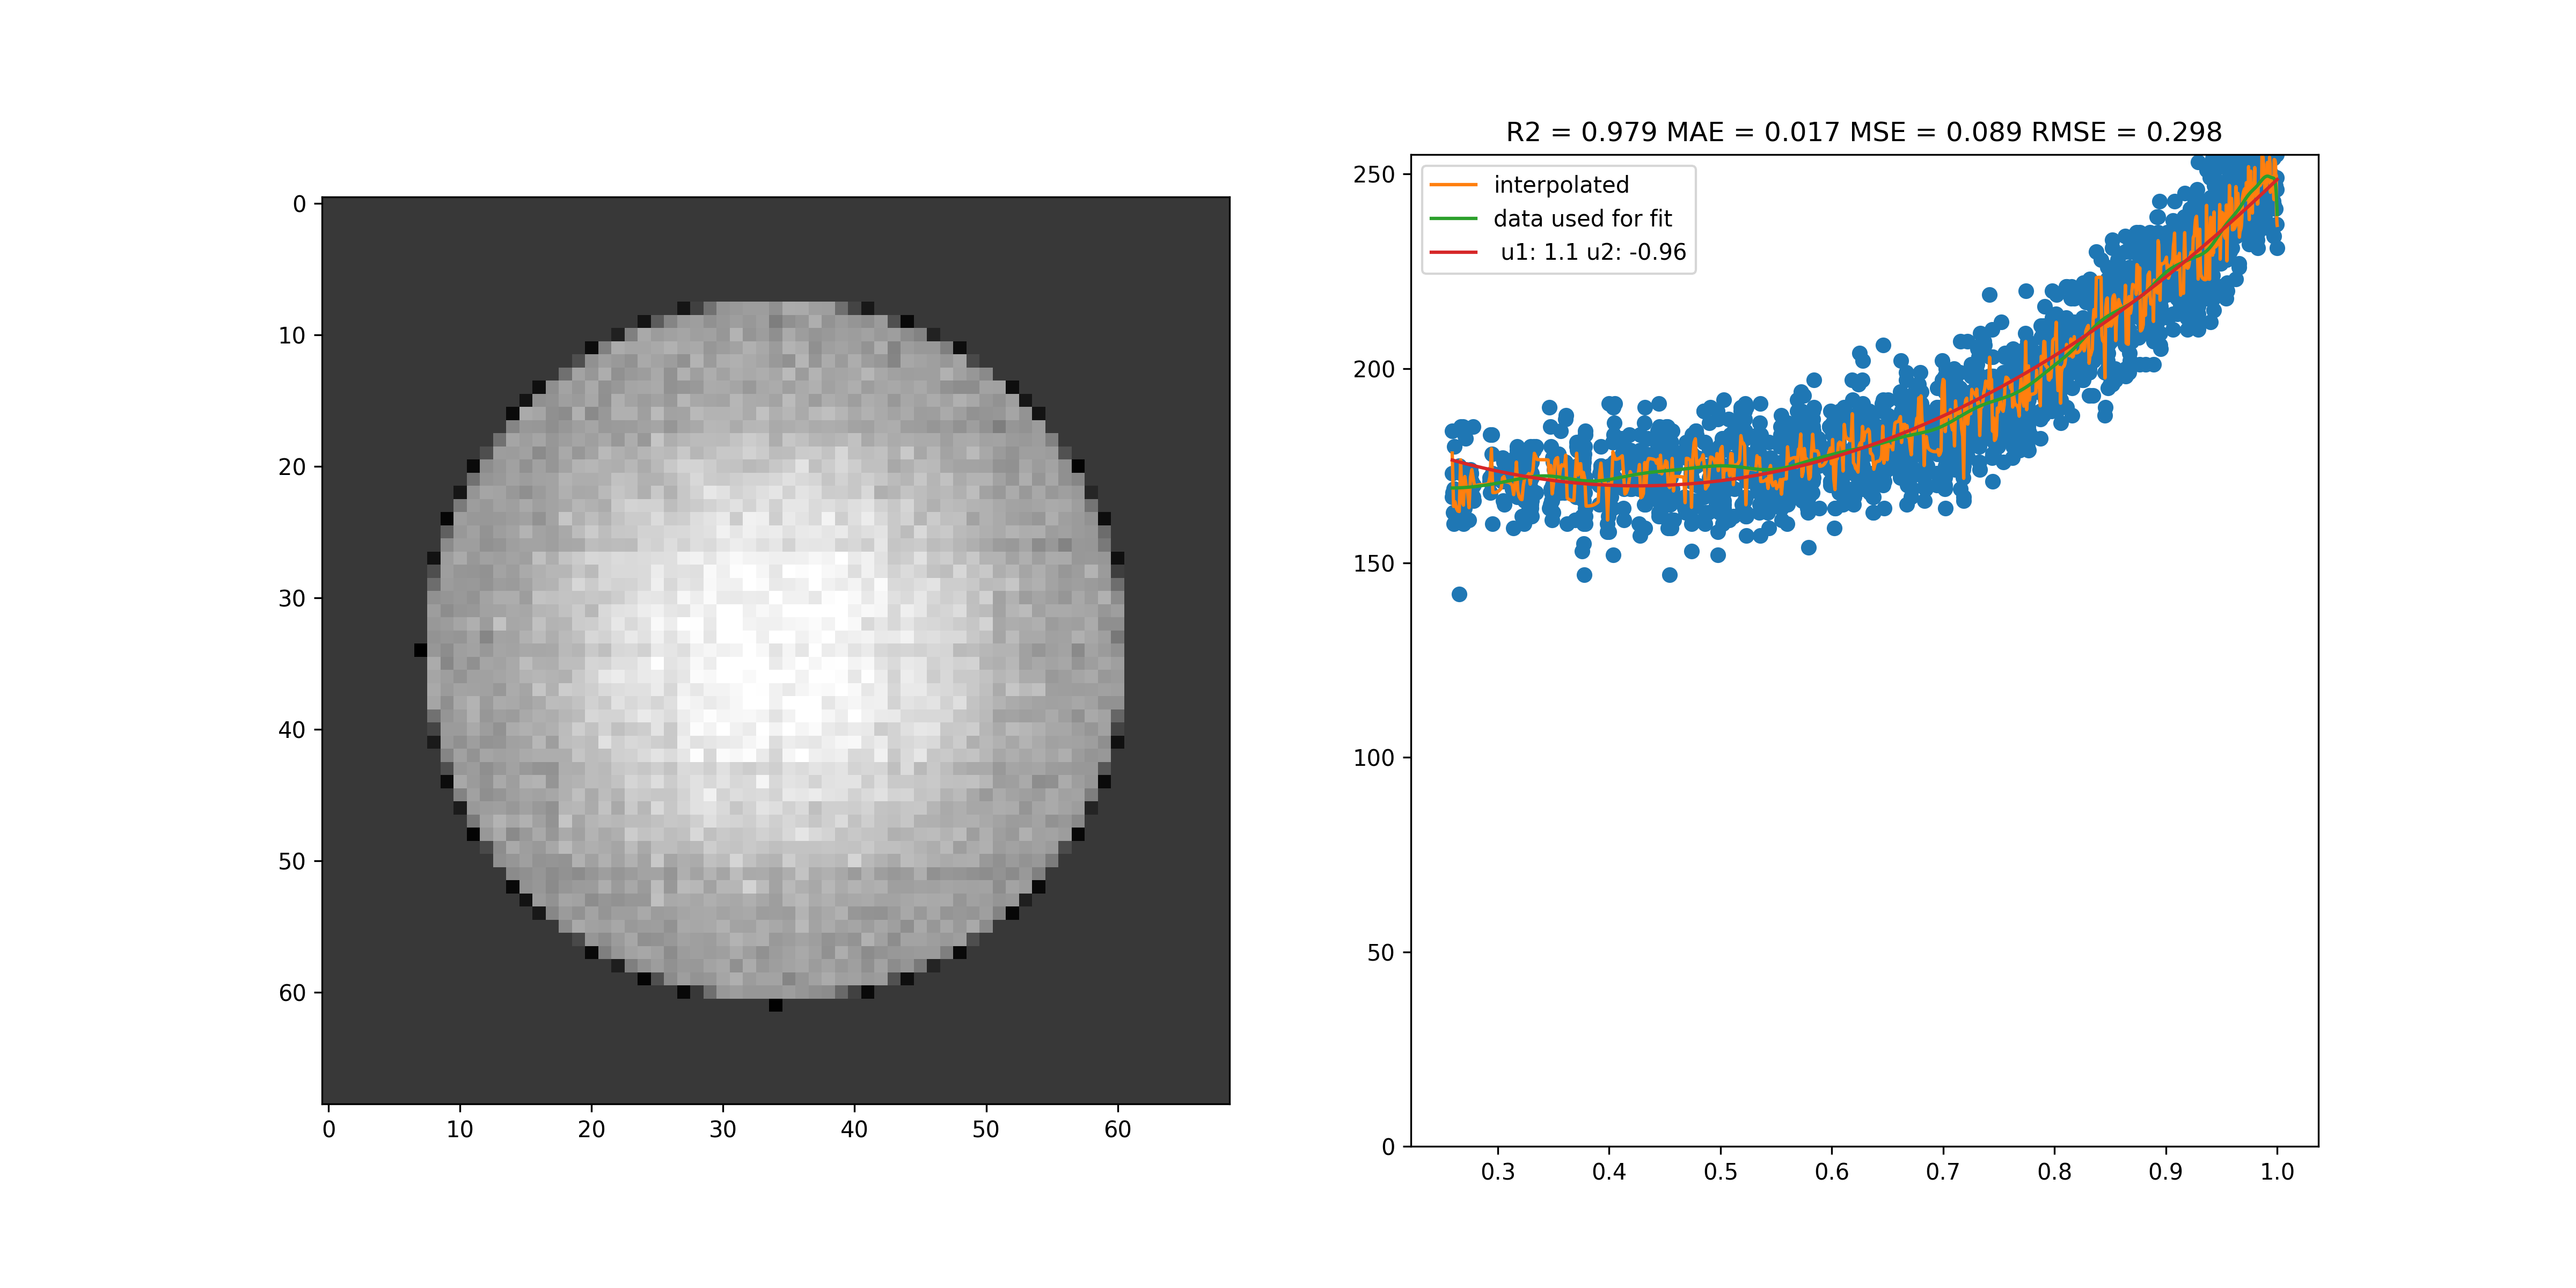 R2 = 0.979 MAE = 0.017 MSE = 0.089 RMSE = 0.298
interpolated
data used for fit
u1: 1.1 u2: -0.96
0
10
20
30
40
50
60
0 10 20 30 40 50 60
250
200
150
100
50
0
0.3 0.4 0.5 0.6 0.7 0.8 0.9 1.0